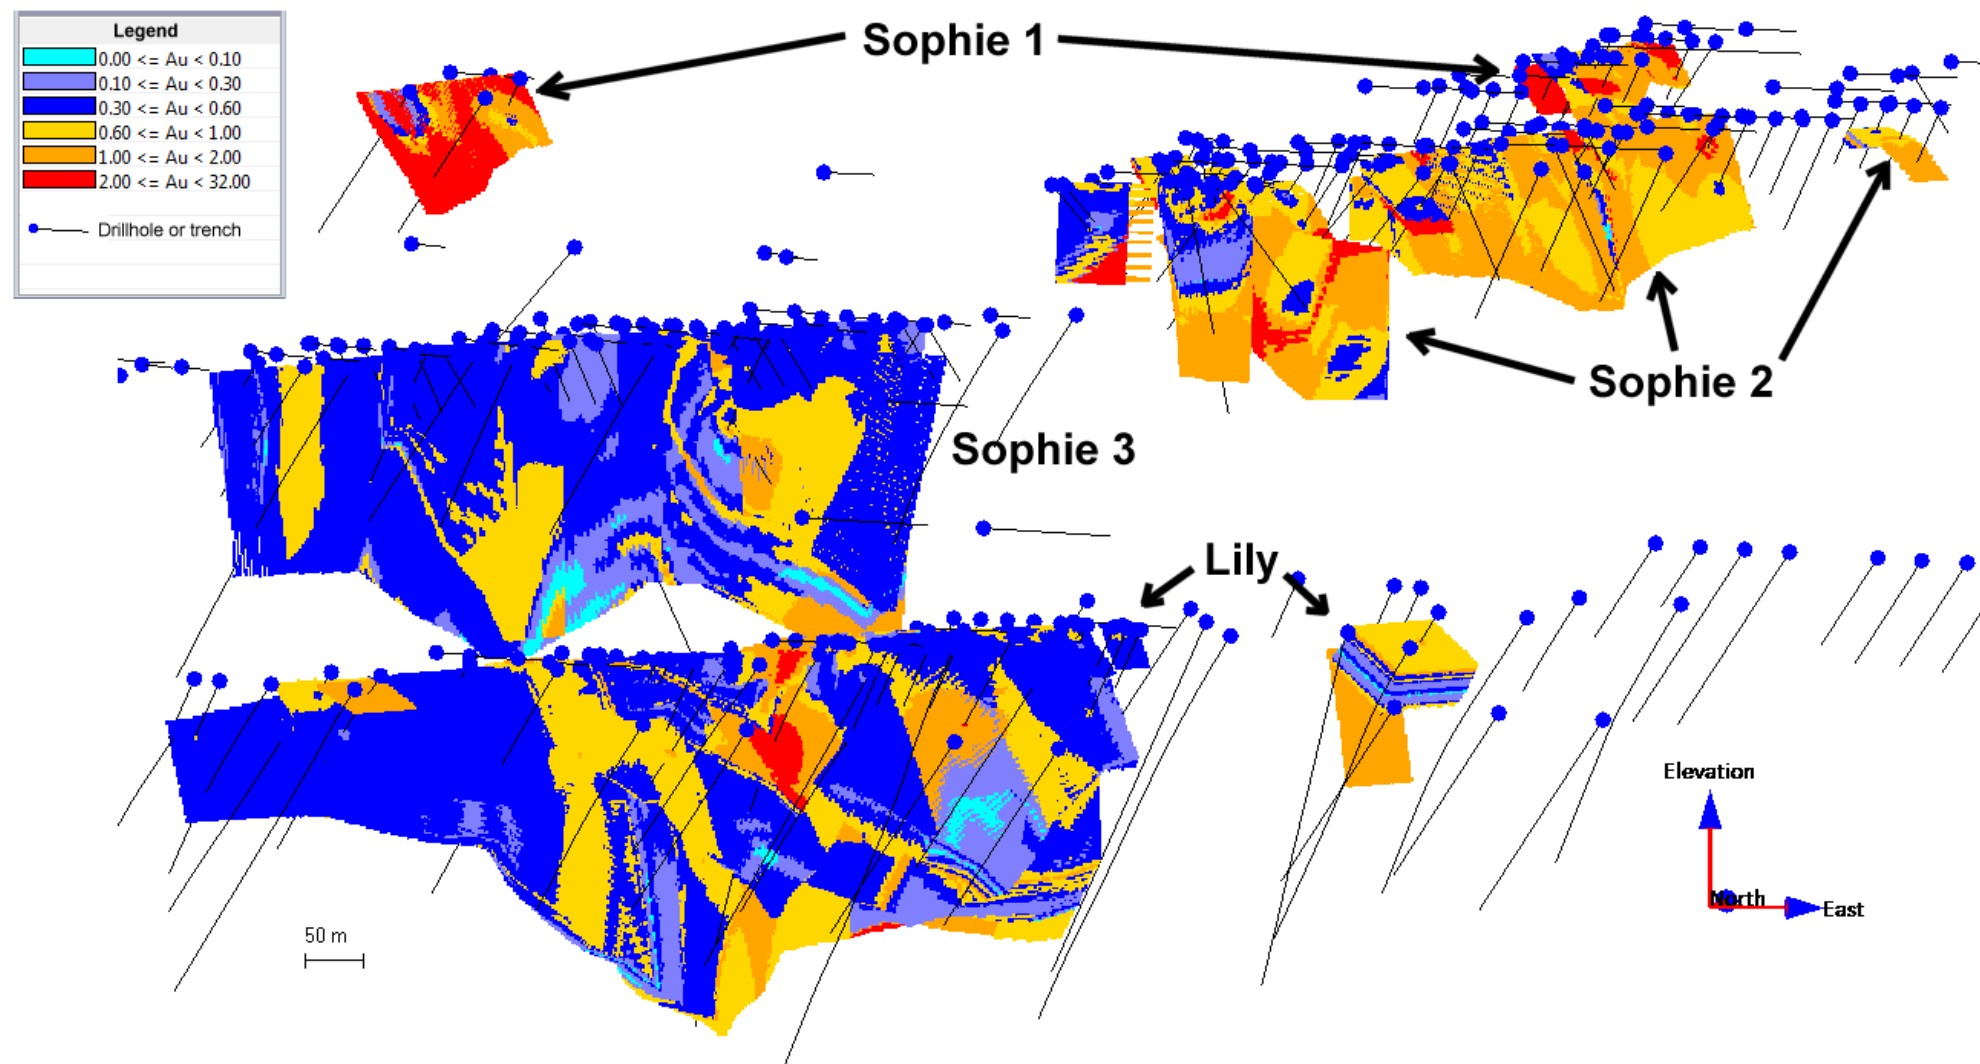 Legend
0.00 <= Au < 0.10
0.10 <= Au < 0.30
0.30 <= Au < 0.60
0.60 <= Au < 1.00
1.00 <= Au < 2.00
2.00 <= Au < 32.00
Drillhole or trench
Sophie 1
Sophie 2
Sophie 3
Lily
Elevation
North
East
50 m